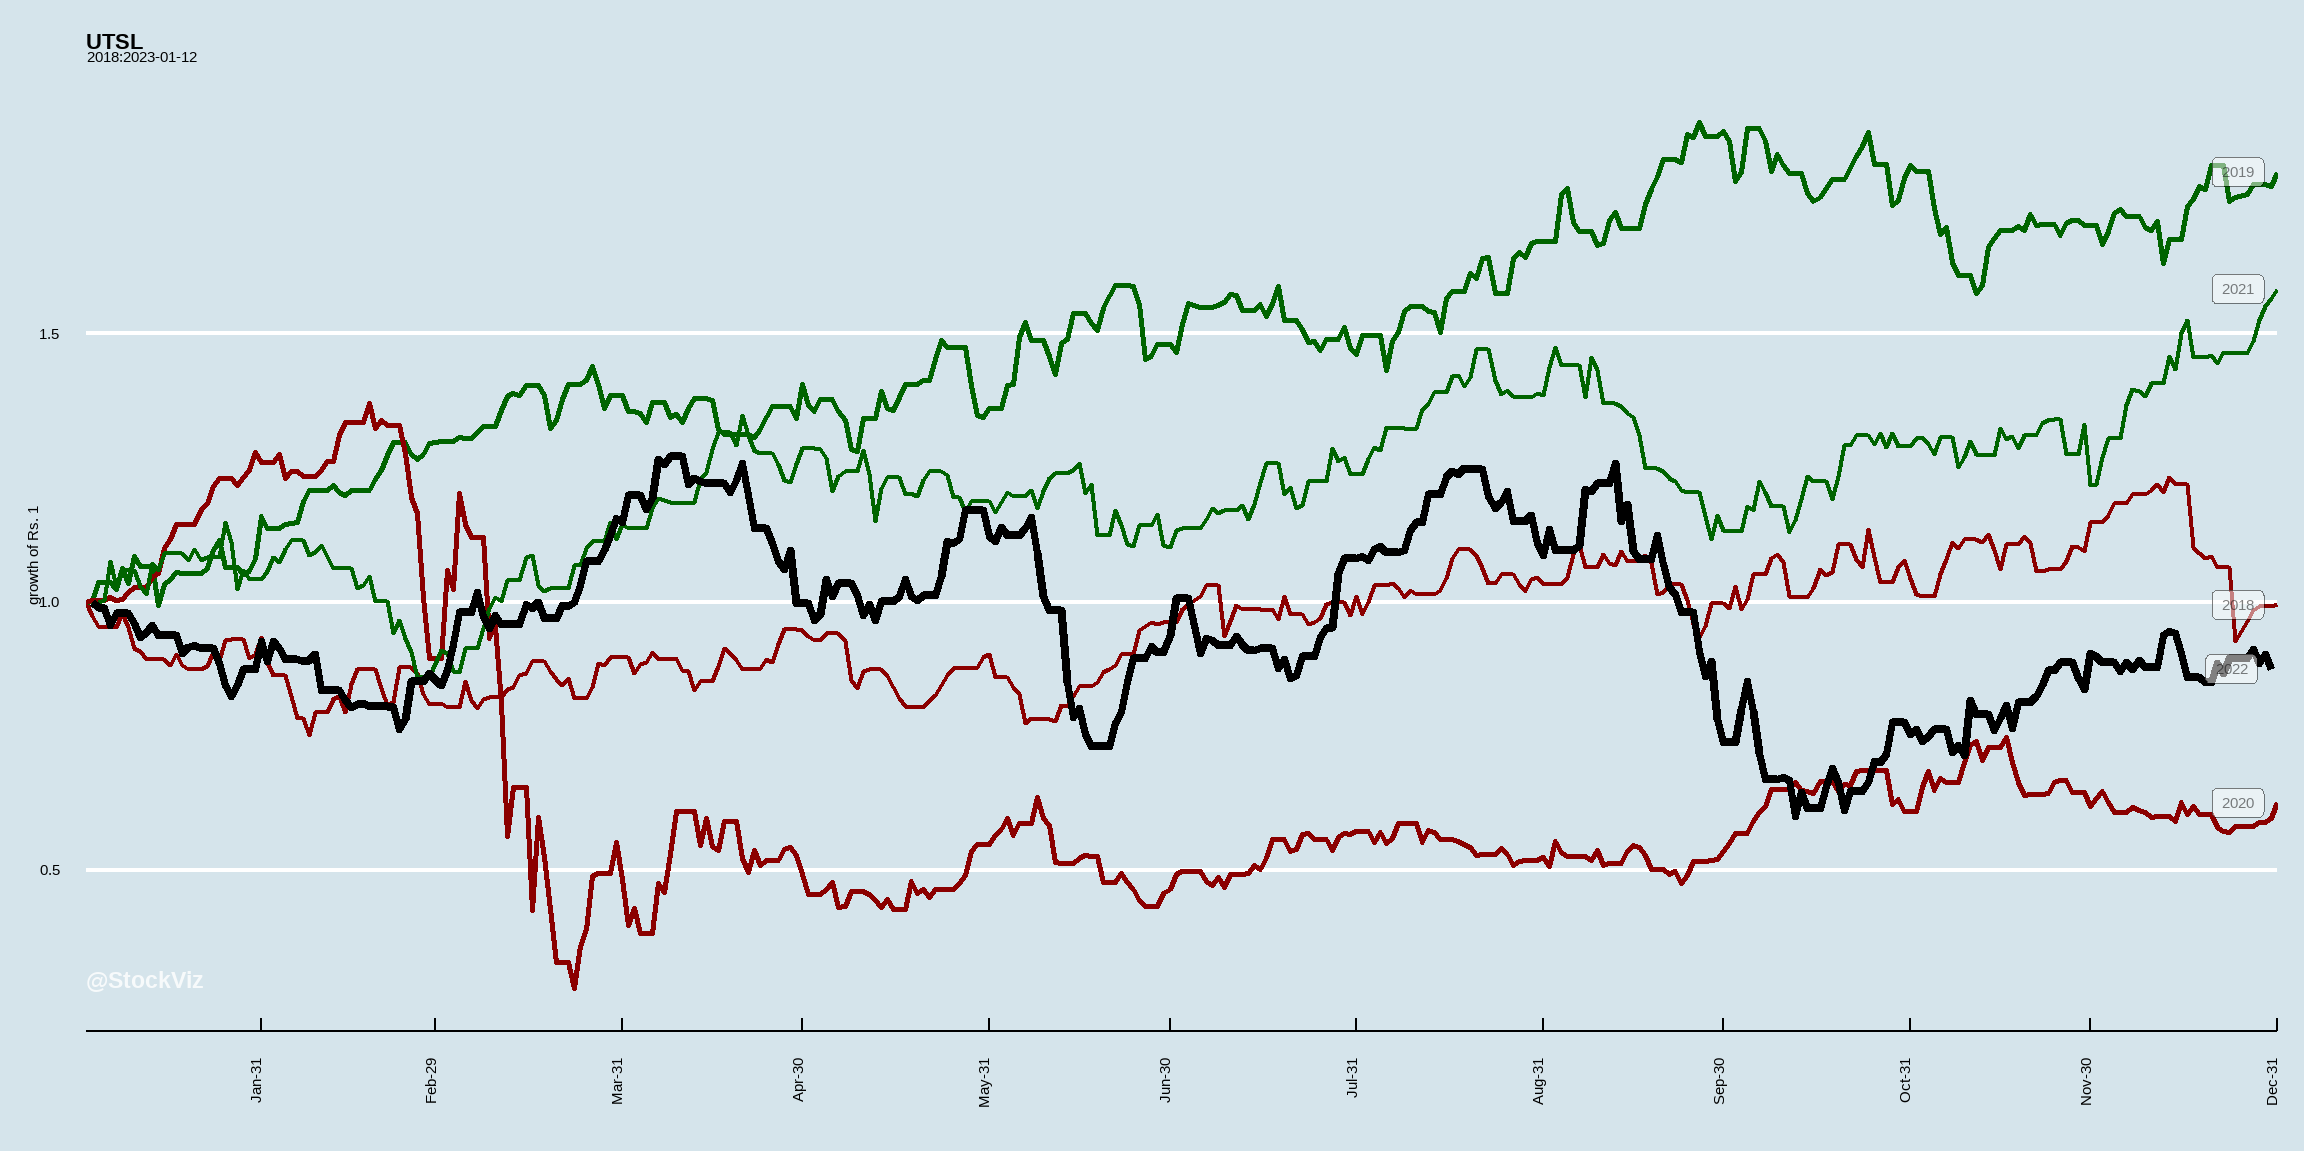 UTSL
2018:2023-01-12
2019
2021
1.5
growth of Rs. 1
1.0
2018
2022
2020
0.5
@StockViz
Jan-31
Feb-29
Mar-31
Apr-30
May-31
Jun-30
Jul-31
Aug-31
Sep-30
Oct-31
Nov-30
Dec-31